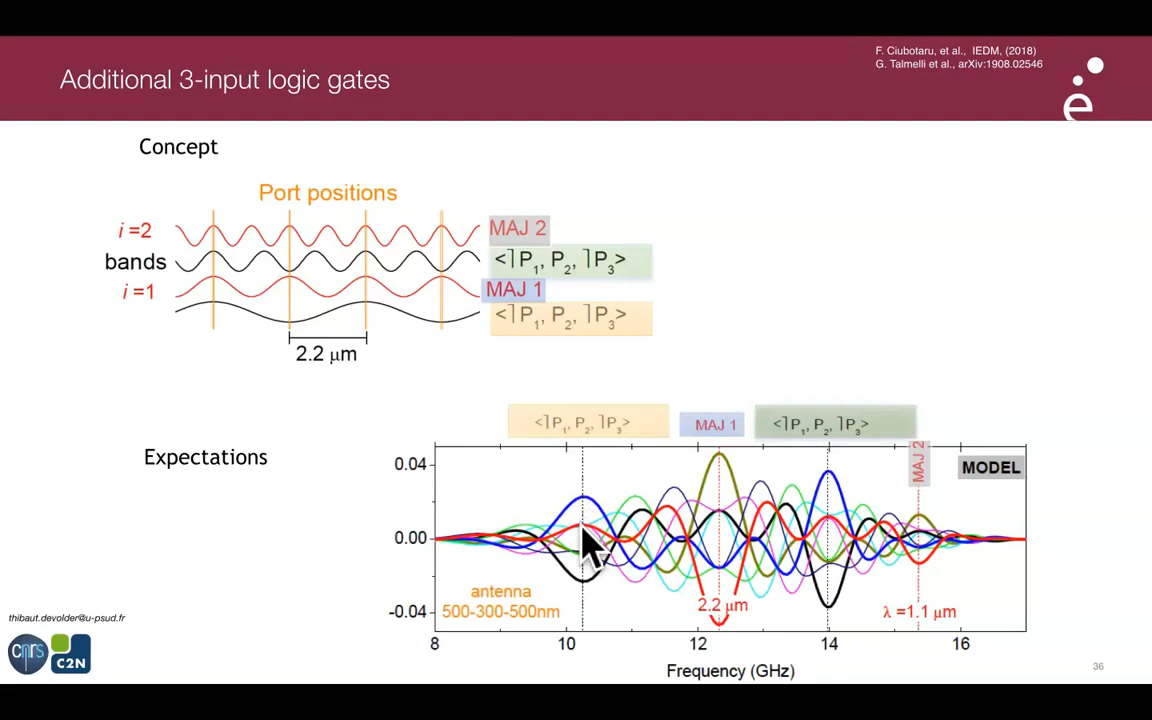 F. Ciubotaru, et al., IEDM, (2018)
G. Talmelli et al., arXiv:1908.02546
Additional 3-input logic gates
e
Concept
Port positions
i =2
MAJ 2
bands
<⎤P1, P2, ⎤P3>
i =1
MAJ 1
<⎤P1, P2, ⎤P3>
2.2 μm
Expectations
<⎤P1, P2, ⎤P3>
MAJ 1
<⎤P1, P2, ⎤P3>
MAJ 2
MODEL
0.04
0.00
-0.04
antenna
500-300-500nm
2.2 μm
λ =1.1 μm
8 10 12 14 16
Frequency (GHz)
thibaut.devolder@u-psud.fr
cnrs
C2N
36